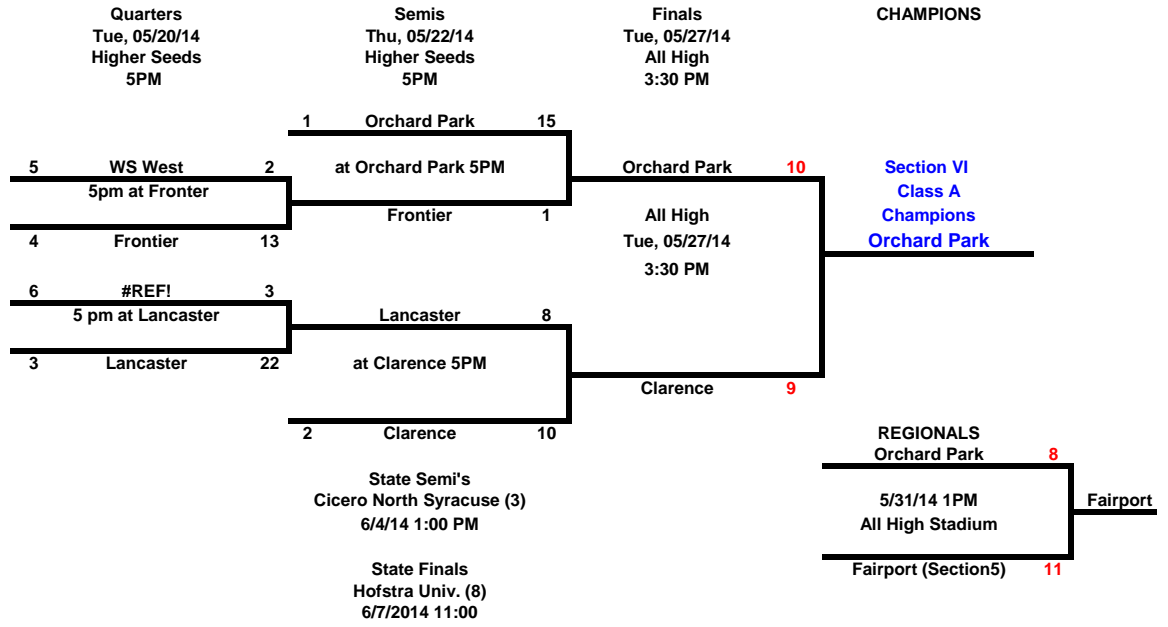 Quarters
Tue, 05/20/14
Higher Seeds
5PM
Semis
Thu, 05/22/14
Higher Seeds
5PM
Finals
Tue, 05/27/14
All High
3:30 PM
CHAMPIONS
1 Orchard Park 15
5 WS West 2
at Orchard Park 5PM
Orchard Park 10
5pm at Fronter
Frontier 1
4 Frontier 13
All High
Tue, 05/27/14
3:30 PM
Section VI
Class A
Champions
Orchard Park
6 #REF! 3
5 pm at Lancaster
Lancaster 8
3 Lancaster 22
at Clarence 5PM
Clarence 9
2 Clarence 10
REGIONALS
Orchard Park 8
5/31/14 1PM
All High Stadium
Fairport
Fairport (Section5) 11
State Semi's
Cicero North Syracuse (3)
6/4/14 1:00 PM
State Finals
Hofstra Univ. (8)
6/7/2014 11:00